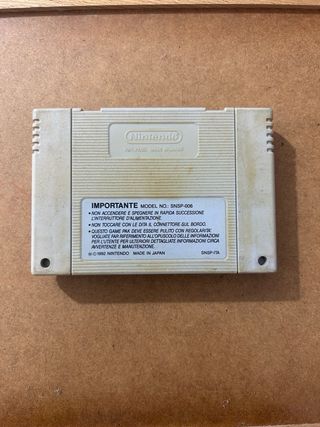 Nintendo
IMPORTANTE MODEL NO.: SNSP-006
• NON ACCENDERE E SPEGNERE IN RAPIDA SUCCESSIONE
L'INTERRUTTORE D'ALIMENTAZIONE.
• NON TOCCARE CON LE DITA IL CONNETTORE SUL BORDO.
• QUESTO GAME PAK DEVE ESSERE PULITO CON REGOLARITA'.
VOGLIATE FAR RIFERIMENTO ALL'OPUSCOLO DELLE INFORMAZIONI
PER L'UTENTE PER ULTERIORI DETTAGLIATE INFORMAZIONI CIRCA
AVVERTENZE E MANUTENZIONE.
© 1992 NINTENDO MADE IN JAPAN SNSP-ITA